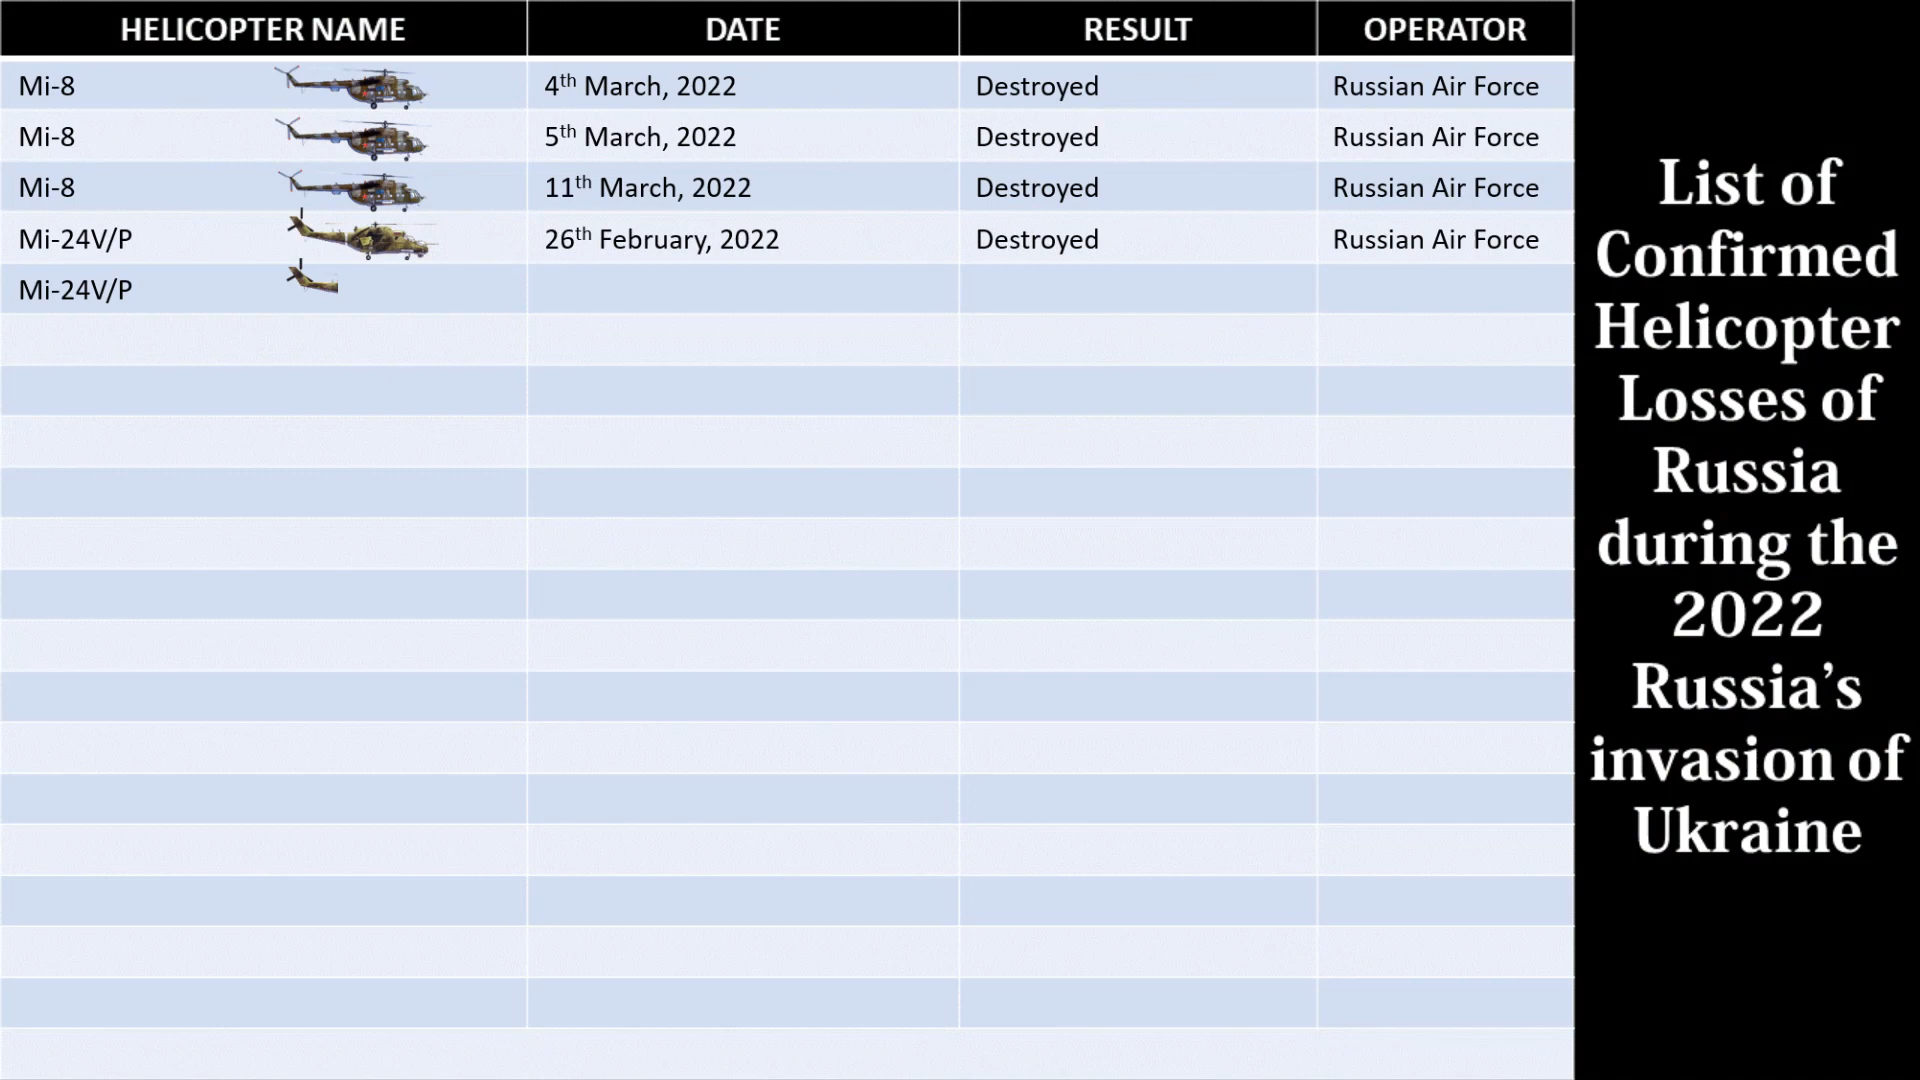 HELICOPTER NAME DATE RESULT OPERATOR
Mi-8 4th March, 2022 Destroyed Russian Air Force
Mi-8 5th March, 2022 Destroyed Russian Air Force
Mi-8 11th March, 2022 Destroyed Russian Air Force
Mi-24V/P 26th February, 2022 Destroyed Russian Air Force
Mi-24V/P
List of
Confirmed
Helicopter
Losses of
Russia
during the
2022
Russia’s
invasion of
Ukraine